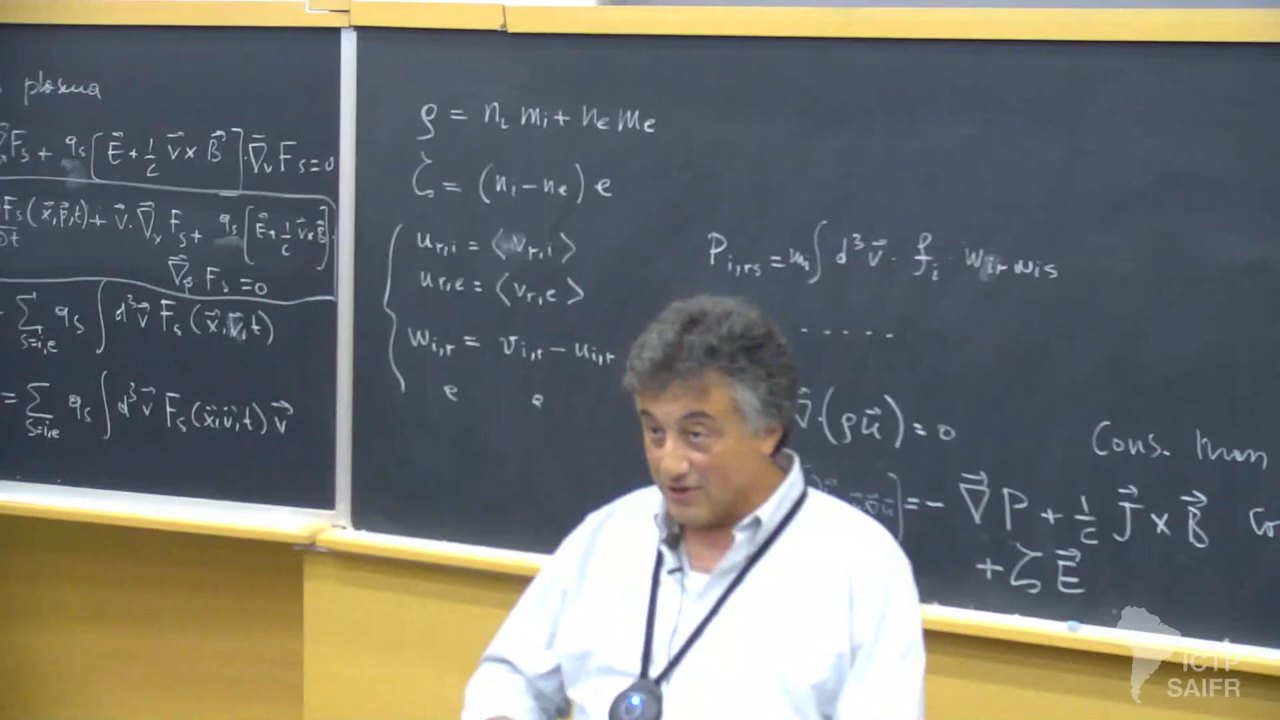 plasma
∇⃗F_s + q_s [E⃗ + 1/c v⃗ × B⃗] · ∇⃗_v F_s = 0
F_s(x⃗,p⃗,t) + v⃗ · ∇⃗_x F_s + q_s [E⃗ + 1/c v⃗ × B⃗] ·
∂t
∇⃗_p F_s = 0
∑_{s=i,e} q_s ∫ d³v⃗ F_s(x⃗,v⃗,t)
= ∑_{s=i,e} q_s ∫ d³v⃗ F_s(x⃗,v⃗,t) v⃗
ρ = n_i m_i + n_e m_e
ζ = (n_i − n_e) e
u_{r,i} = ⟨v_{r,i}⟩
u_{r,e} = ⟨v_{r,e}⟩
w_{i,r} = v_{i,r} − u_{i,r}
e e
P_{i,rs} = m_i ∫ d³v⃗ · f_i · w_{ir} w_{is}
. . . . . .
∇⃗·(ρu⃗) = 0 Cons.
] = − ∇⃗P + 1/c J⃗ × B⃗
+ ζE⃗
ICTP
SAIFR